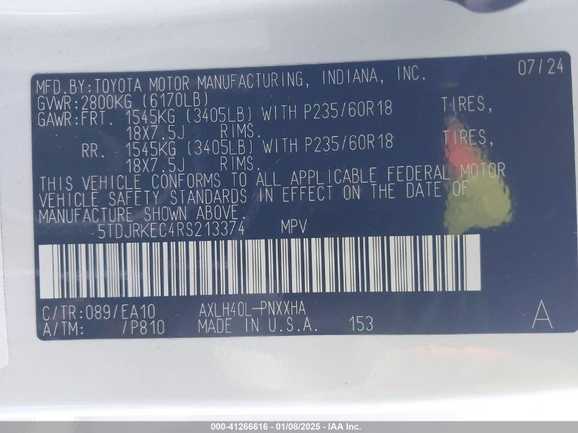 MFD.BY:TOYOTA MOTOR MANUFACTURING, INDIANA, INC. 07/24
GVWR:2800KG (6170LB)
GAWR:FRT. 1545KG (3405LB) WITH P235/60R18 TIRES,
18X7.5J RIMS.
RR. 1545KG (3405LB) WITH P235/60R18 TIRES,
18X7.5J RIMS.
THIS VEHICLE CONFORMS TO ALL APPLICABLE FEDERAL MOTOR
VEHICLE SAFETY STANDARDS IN EFFECT ON THE DATE OF
MANUFACTURE SHOWN ABOVE.
5TDJRKEC4RS213374 MPV
C/TR:089/EA10 AXLH40L-PNXXHA
A/TM: /P810 MADE IN U.S.A. 153 A
000-41266616 - 01/08/2025 - IAA Inc.